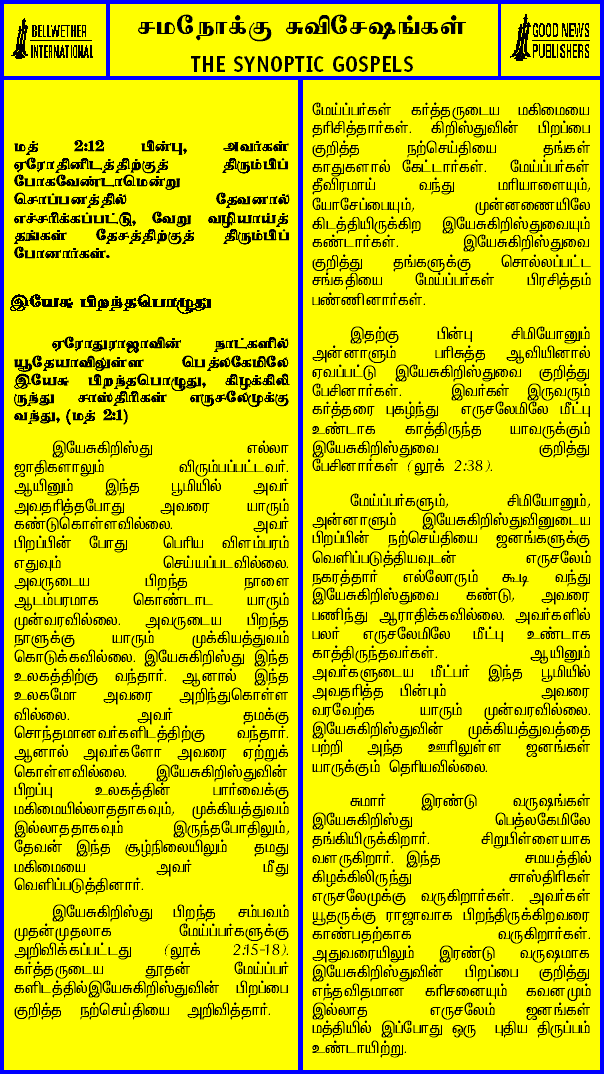 BELLWETHER
INTERNATIONAL
சமநோக்கு சுவிசேஷங்கள்
THE SYNOPTIC GOSPELS
GOOD NEWS
PUBLISHERS
மத் 2:12 பின்பு, அவர்கள்
ஏரோதினிடத்திற்குத் திரும்பிப்
போகவேண்டாமென்று
சொப்பனத்தில் தேவனால்
எச்சரிக்கப்பட்டு, வேறு வழியாய்த்
தங்கள் தேசத்திற்குத் திரும்பிப்
போனார்கள்.
இயேசு பிறந்தபொழுது
ஏரோதுராஜாவின் நாட்களில்
யூதேயாவிலுள்ள பெத்லகேமிலே
இயேசு பிறந்தபொழுது, கிழக்கிலி
ருந்து சாஸ்திரிகள் எருசலேமுக்கு
வந்து, (மத் 2:1)
இயேசுகிறிஸ்து எல்லா
ஜாதிகளாலும் விரும்பப்பட்டவர்.
ஆயினும் இந்த பூமியில் அவர்
அவதரித்தபோது அவரை யாரும்
கண்டுகொள்ளவில்லை. அவர்
பிறப்பின் போது பெரிய விளம்பரம்
எதுவும் செய்யப்படவில்லை.
அவருடைய பிறந்த நாளை
ஆடம்பரமாக கொண்டாட யாரும்
முன்வரவில்லை. அவருடைய பிறந்த
நாளுக்கு யாரும் முக்கியத்துவம்
கொடுக்கவில்லை. இயேசுகிறிஸ்து இந்த
உலகத்திற்கு வந்தார். ஆனால் இந்த
உலகமோ அவரை அறிந்துகொள்ள
வில்லை. அவர் தமக்கு
சொந்தமானவர்களிடத்திற்கு வந்தார்.
ஆனால் அவர்களோ அவரை ஏற்றுக்
கொள்ளவில்லை. இயேசுகிறிஸ்துவின்
பிறப்பு உலகத்தின் பார்வைக்கு
மகிமையில்லாததாகவும், முக்கியத்துவம்
இல்லாததாகவும் இருந்தபோதிலும்,
தேவன் இந்த சூழ்நிலையிலும் தமது
மகிமையை அவர் மீது
வெளிப்படுத்தினார்.
இயேசுகிறிஸ்து பிறந்த சம்பவம்
முதன்முதலாக மேய்ப்பர்களுக்கு
அறிவிக்கப்பட்டது (லூக் 2:15-18).
கர்த்தருடைய தூதன் மேய்ப்பர்
களிடத்தில்இயேசுகிறிஸ்துவின் பிறப்பை
குறித்த நற்செய்தியை அறிவித்தார்.
மேய்ப்பர்கள் கர்த்தருடைய மகிமையை
தரிசித்தார்கள். கிறிஸ்துவின் பிறப்பை
குறித்த நற்செய்தியை தங்கள்
காதுகளால் கேட்டார்கள். மேய்ப்பர்கள்
தீவிரமாய் வந்து மரியாளையும்,
யோசேப்பையும், முன்னணையிலே
கிடத்தியிருக்கிற இயேசுகிறிஸ்துவையும்
கண்டார்கள். இயேசுகிறிஸ்துவை
குறித்து தங்களுக்கு சொல்லப்பட்ட
சங்கதியை மேய்ப்பர்கள் பிரசித்தம்
பண்ணினார்கள்.
இதற்கு பின்பு சிமியோனும்
அன்னாளும் பரிசுத்த ஆவியினால்
ஏவப்பட்டு இயேசுகிறிஸ்துவை குறித்து
பேசினார்கள். இவர்கள் இருவரும்
கர்த்தரை புகழ்ந்து எருசலேமிலே மீட்பு
உண்டாக காத்திருந்த யாவருக்கும்
இயேசுகிறிஸ்துவை குறித்து
பேசினார்கள் (லூக் 2:38).
மேய்ப்பர்களும், சிமியோனும்,
அன்னாளும் இயேசுகிறிஸ்துவினுடைய
பிறப்பின் நற்செய்தியை ஜனங்களுக்கு
வெளிப்படுத்தியவுடன் எருசலேம்
நகரத்தார் எல்லோரும் கூடி வந்து
இயேசுகிறிஸ்துவை கண்டு, அவரை
பணிந்து ஆராதிக்கவில்லை. அவர்களில்
பலர் எருசலேமிலே மீட்பு உண்டாக
காத்திருந்தவர்கள். ஆயினும்
அவர்களுடைய மீட்பர் இந்த பூமியில்
அவதரித்த பின்பும் அவரை
வரவேற்க யாரும் முன்வரவில்லை.
இயேசுகிறிஸ்துவின் முக்கியத்துவத்தை
பற்றி அந்த ஊரிலுள்ள ஜனங்கள்
யாருக்கும் தெரியவில்லை.
சுமார் இரண்டு வருஷங்கள்
இயேசுகிறிஸ்து பெத்லகேமிலே
தங்கியிருக்கிறார். சிறுபிள்ளையாக
வளருகிறார். இந்த சமயத்தில்
கிழக்கிலிருந்து சாஸ்திரிகள்
எருசலேமுக்கு வருகிறார்கள். அவர்கள்
யூதருக்கு ராஜாவாக பிறந்திருக்கிறவரை
காண்பதற்காக வருகிறார்கள்.
அதுவரையிலும் இரண்டு வருஷமாக
இயேசுகிறிஸ்துவின் பிறப்பை குறித்து
எந்தவிதமான கரிசனையும் கவனமும்
இல்லாத எருசலேம் ஜனங்கள்
மத்தியில் இப்போது ஒரு புதிய திருப்பம்
உண்டாயிற்று.